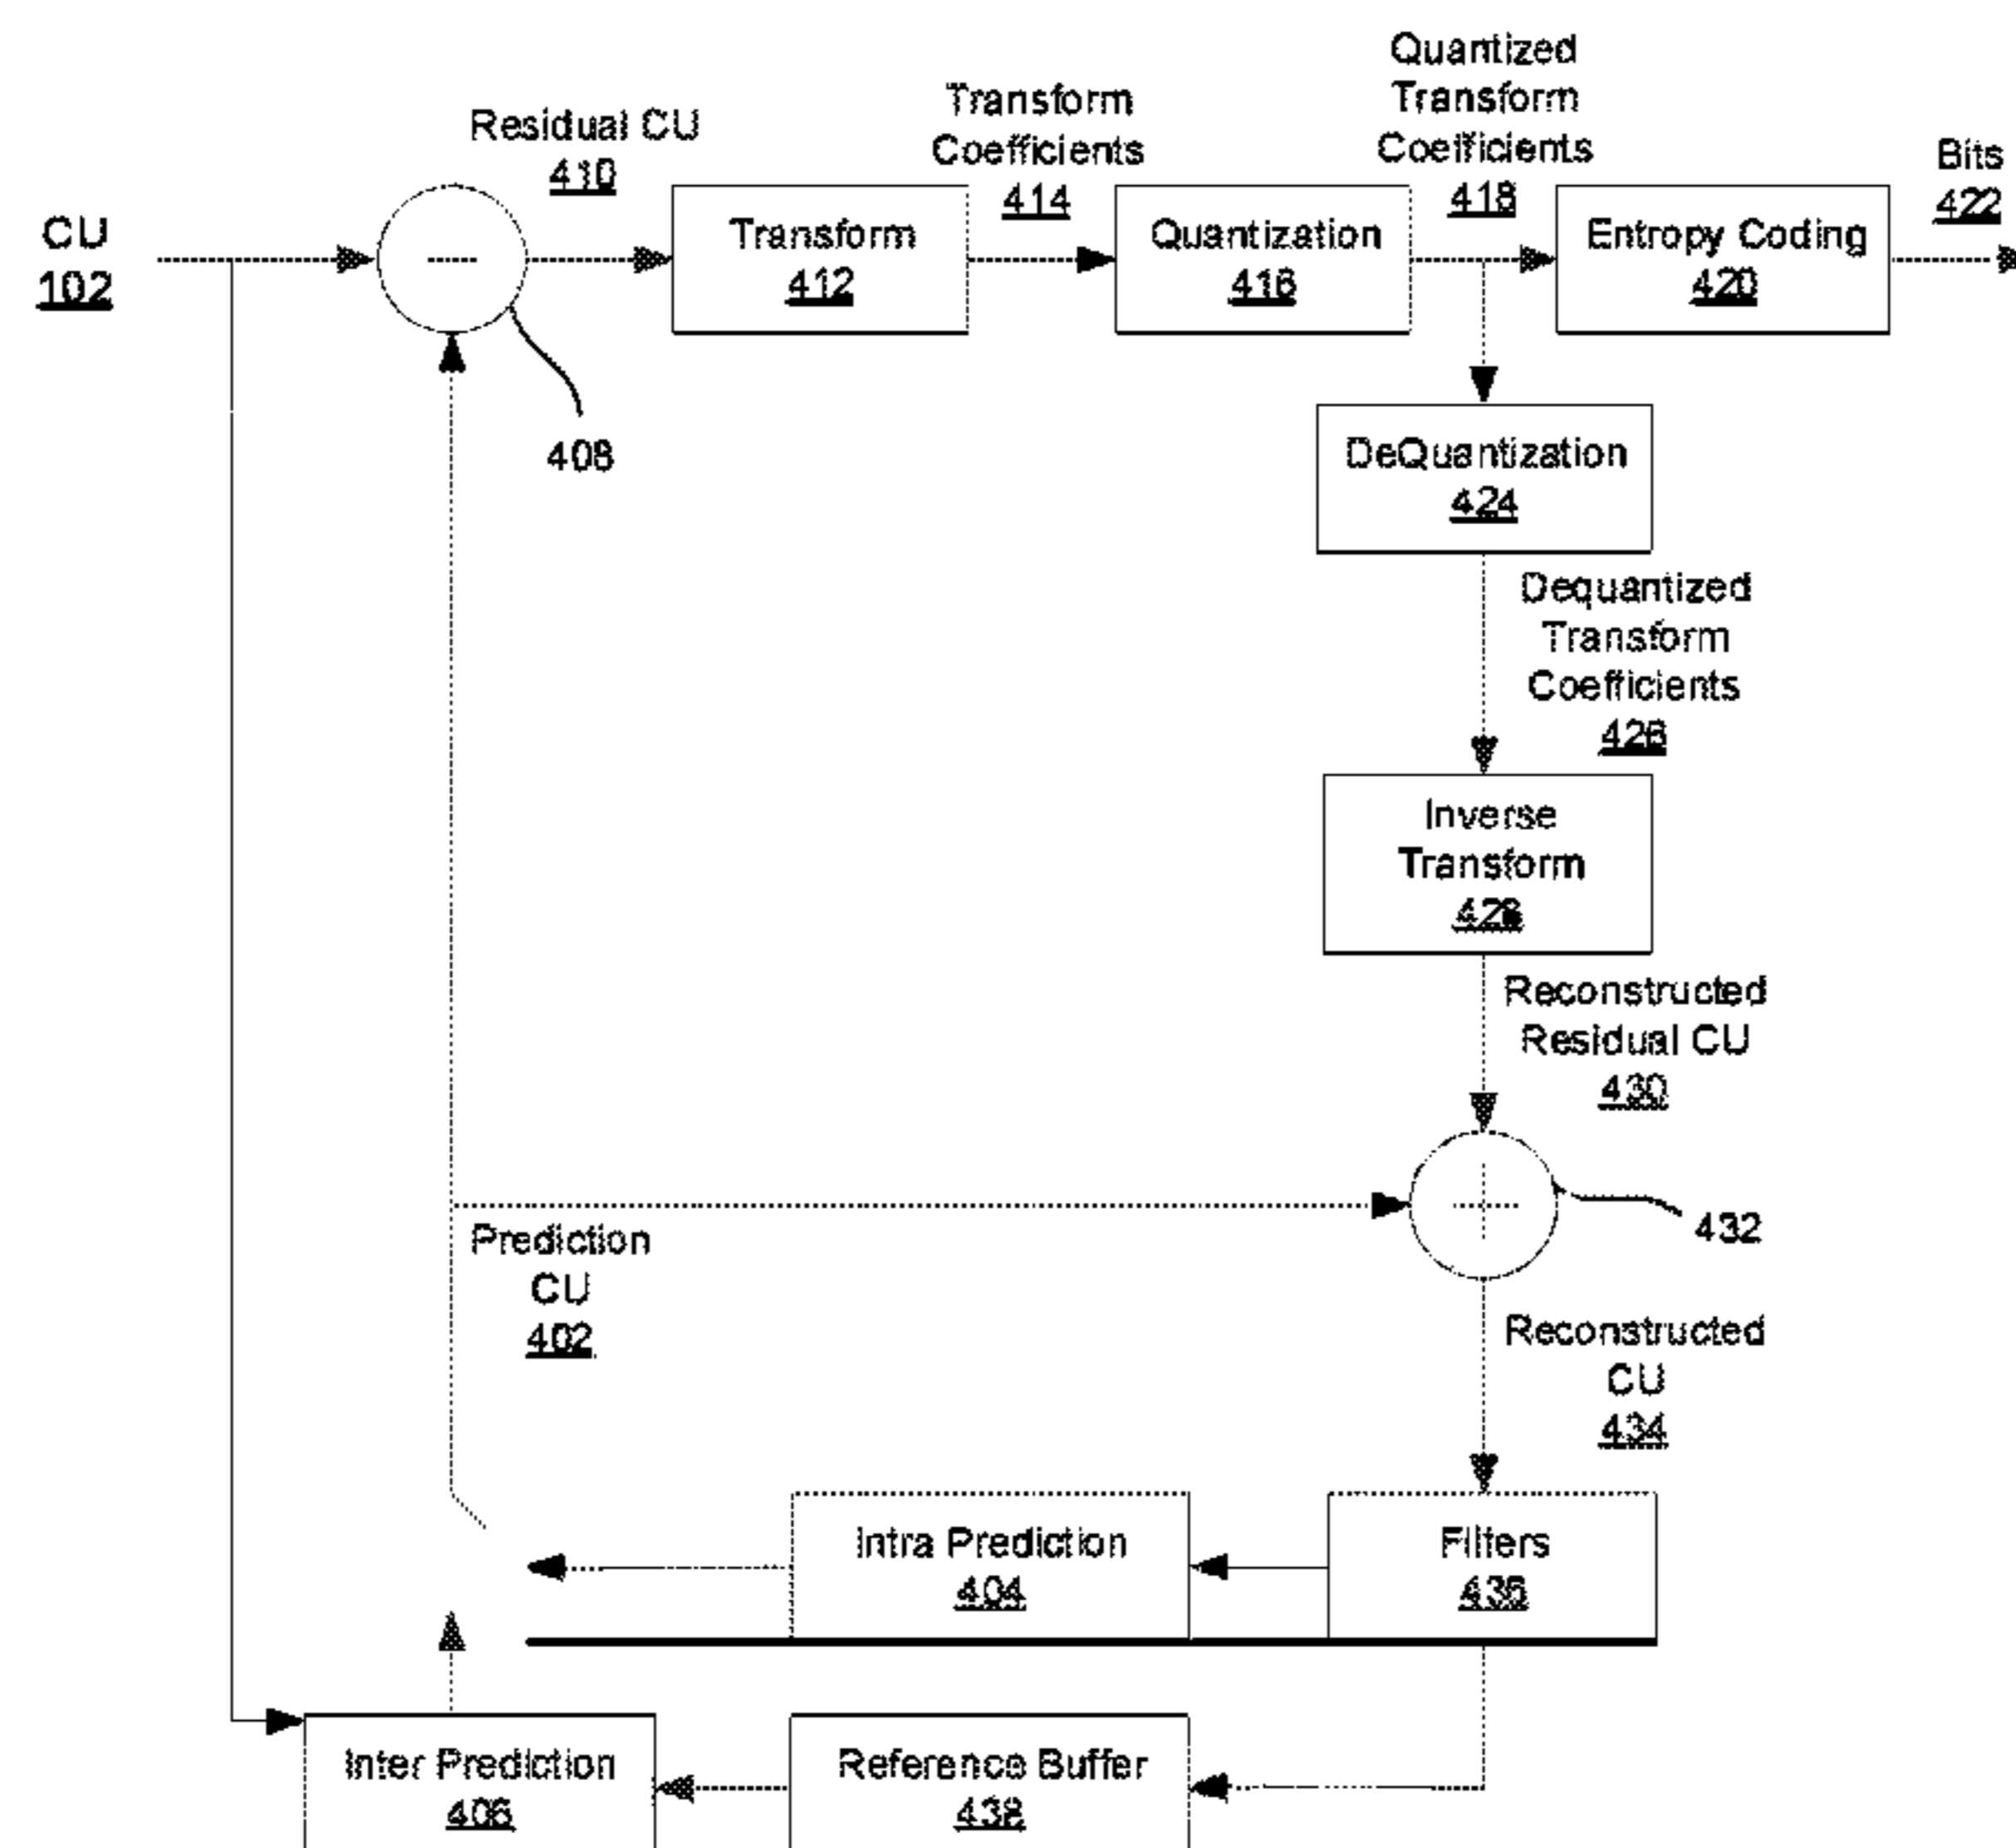 Quantized
Transform
Coefficients
418
Transform
Coefficients
414
Residual CU
410
Bits
422
CU
102
Transform
412
Quantization
416
Entropy Coding
420
408
DeQuantization
424
Dequantized
Transform
Coefficients
426
Inverse
Transform
428
Reconstructed
Residual CU
430
432
Prediction
CU
402
Reconstructed
CU
434
Intra Prediction
404
Filters
436
Inter Prediction
406
Reference Buffer
438